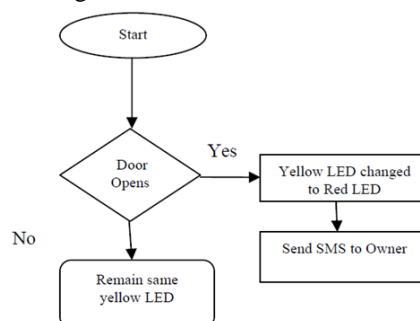 Start
Door
Opens
Yes
Yellow LED changed
to Red LED
Send SMS to Owner
No
Remain same
yellow LED